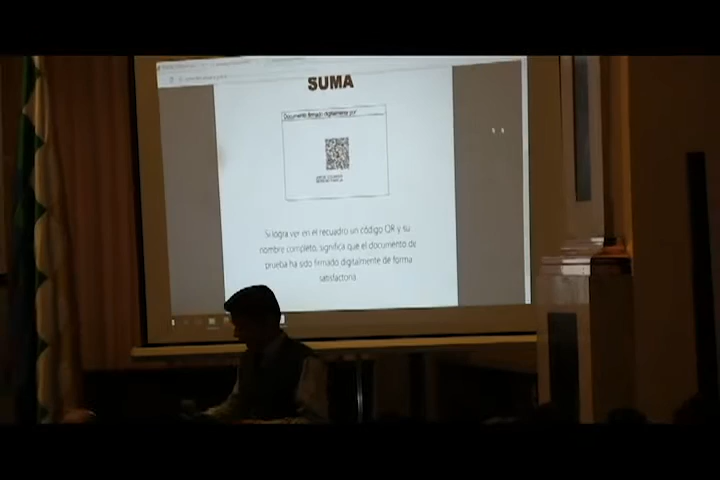 SUMA
Documento firmado digitalmente por
Si logra ver en el recuadro un código QR y su
nombre completo, significa que el documento de
prueba ha sido firmado digitalmente de forma
satisfactoria